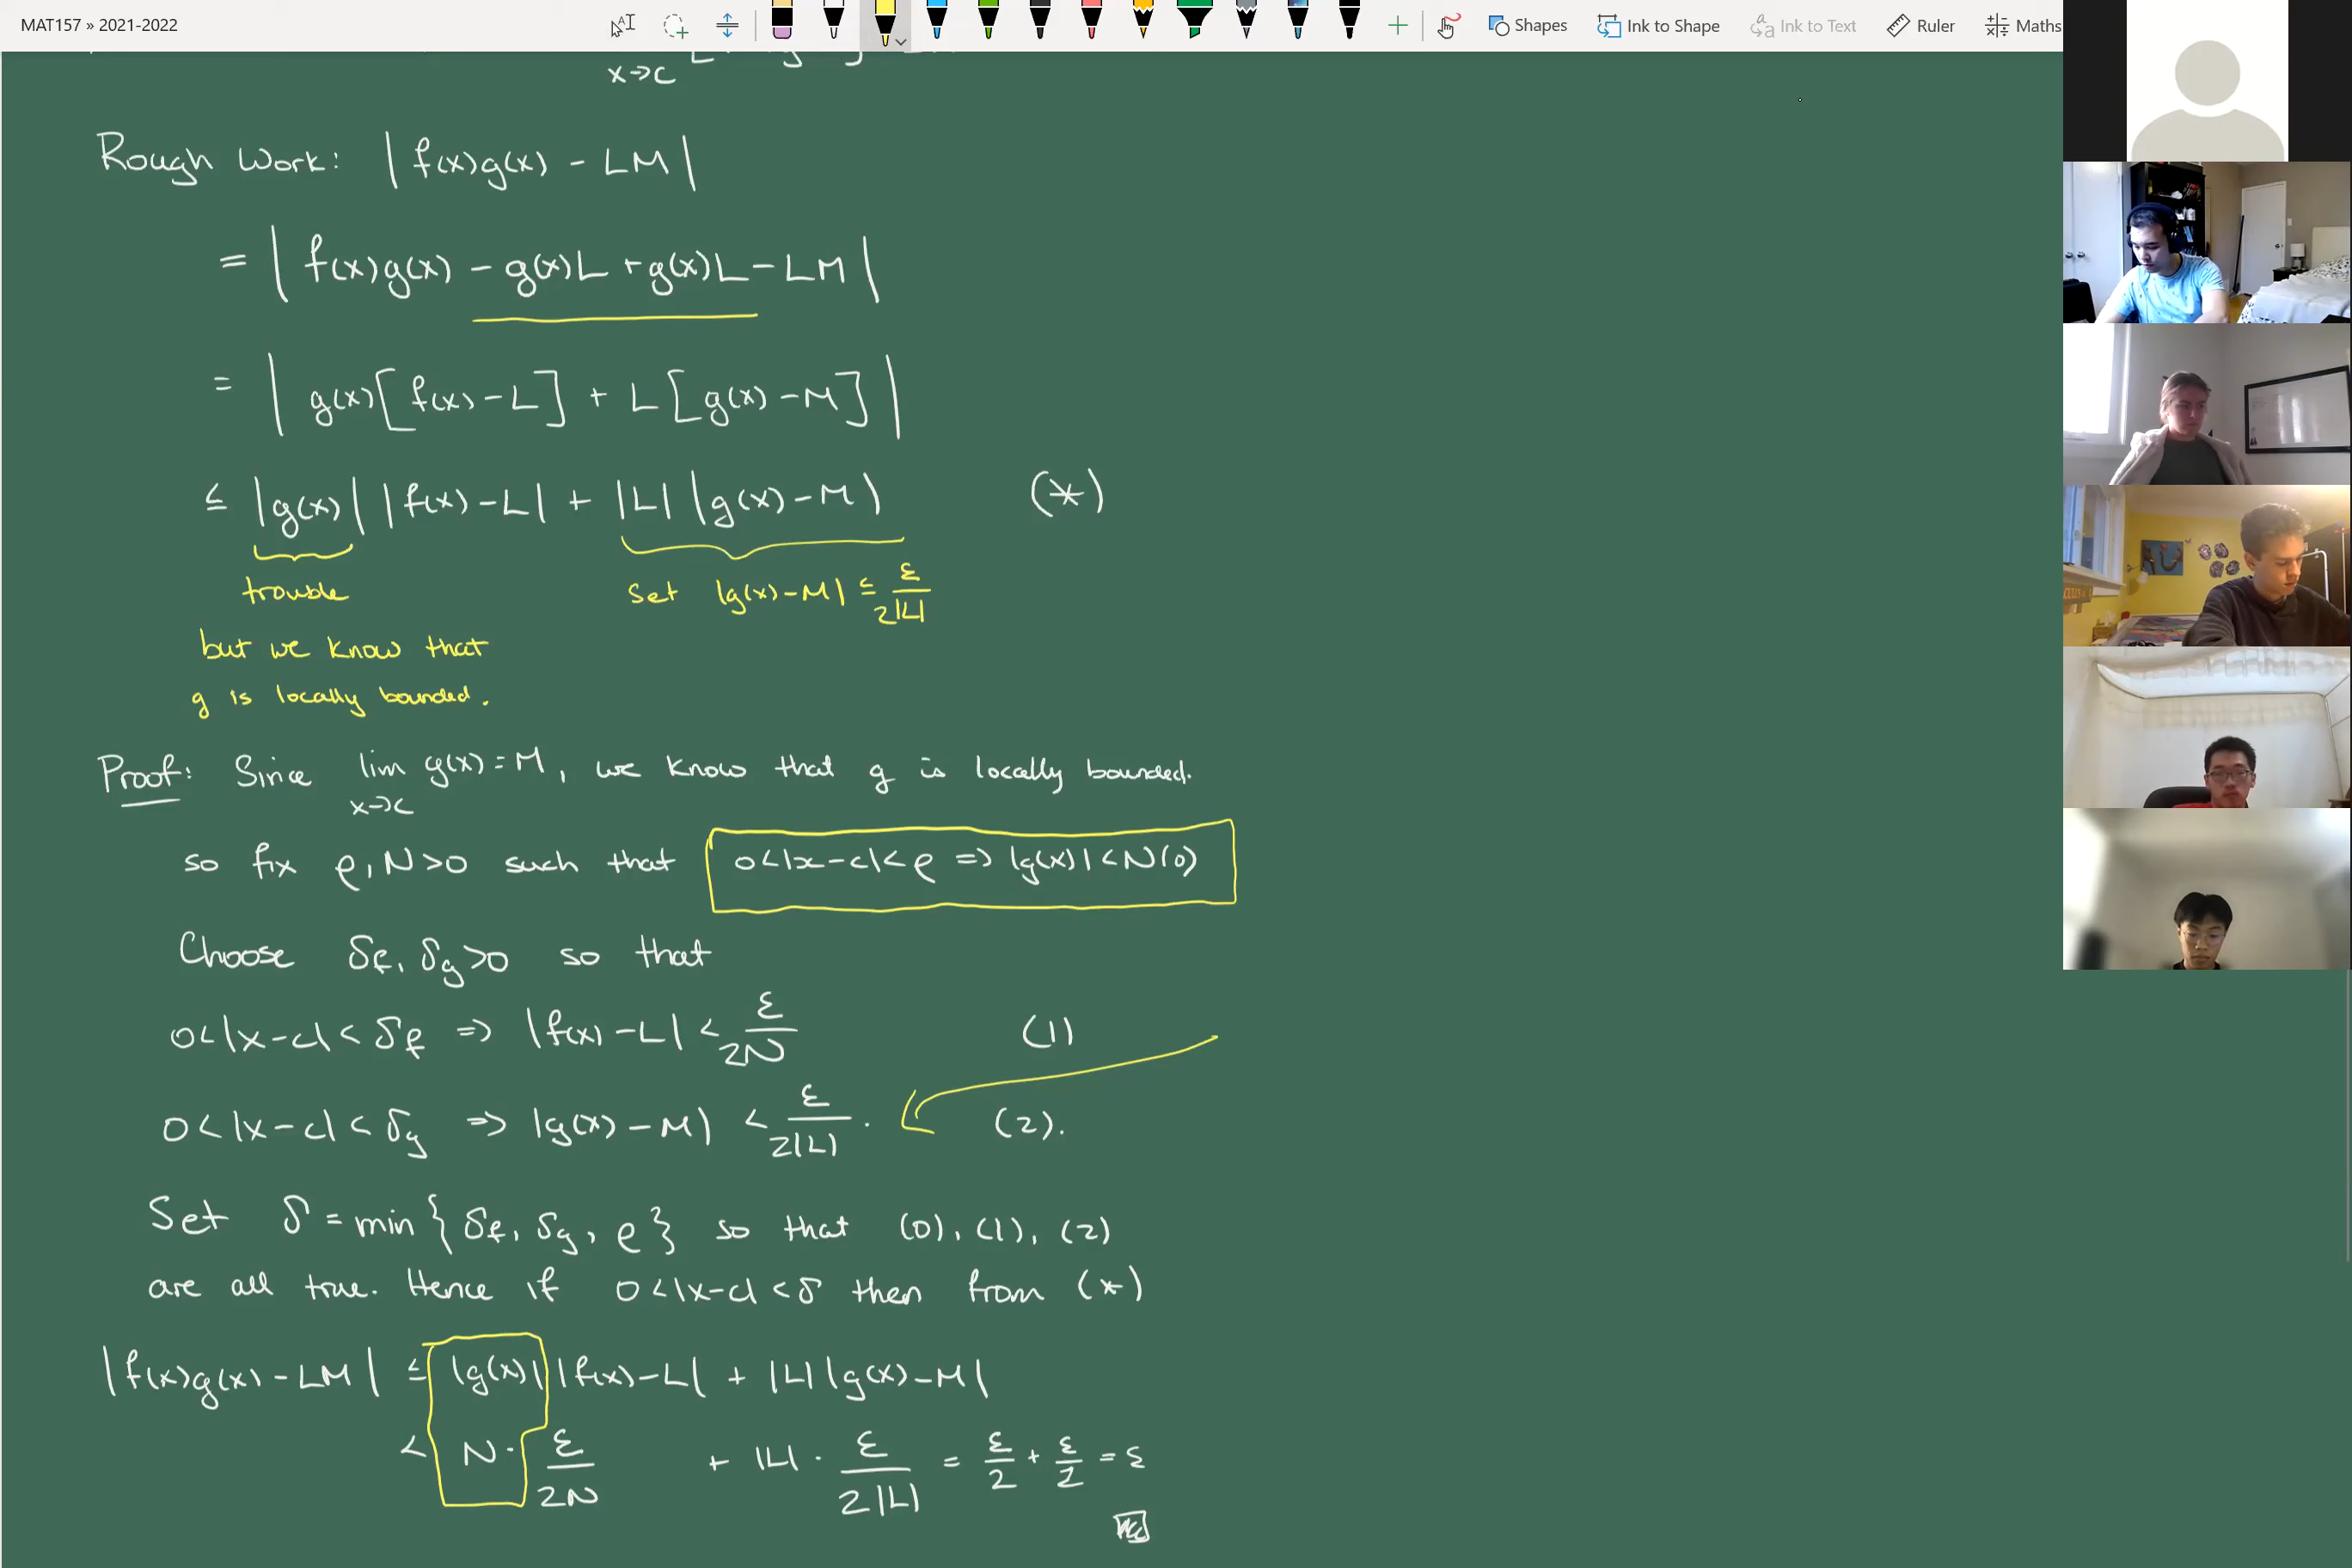 MAT157 » 2021-2022
Shapes
Ink to Shape
Ink to Text
Ruler
Maths
x→c
Rough Work: |f(x)g(x) - LM|
= |f(x)g(x) - g(x)L + g(x)L - LM|
= |g(x)[f(x) - L] + L[g(x) - M]|
≤ |g(x)| |f(x) - L| + |L| |g(x) - M| (*)
trouble
set |g(x) - M| ≤ ε/2|L|
but we know that
g is locally bounded.
Proof: Since lim x→c g(x) = M, we know that g is locally bounded.
so fix ρ, N>0 such that 0<|x-c|<ρ => |g(x)|<N (0)
Choose δf, δg>0 so that
0<|x-c|<δf => |f(x)-L| < ε/2N (1)
0<|x-c|<δg => |g(x)-M| < ε/2|L|. (2).
Set δ = min{δf, δg, ρ} so that (0), (1), (2)
are all true. Hence if 0<|x-c|<δ then from (*)
|f(x)g(x) - LM| ≤ |g(x)| |f(x)-L| + |L| |g(x)-M|
< N · ε/2N + |L| · ε/2|L| = ε/2 + ε/2 = ε